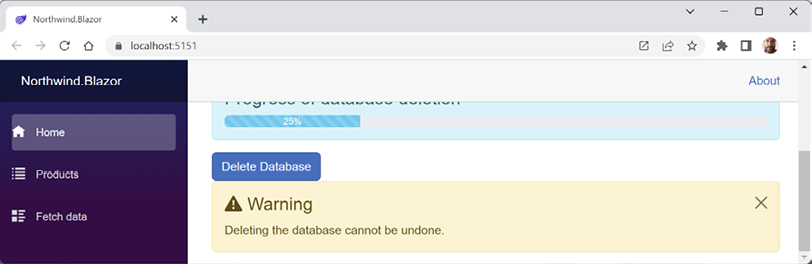 Northwind.Blazor
localhost:5151
Northwind.Blazor
About
Home
Products
Fetch data
Progress of database deletion
25%
Delete Database
Warning
Deleting the database cannot be undone.